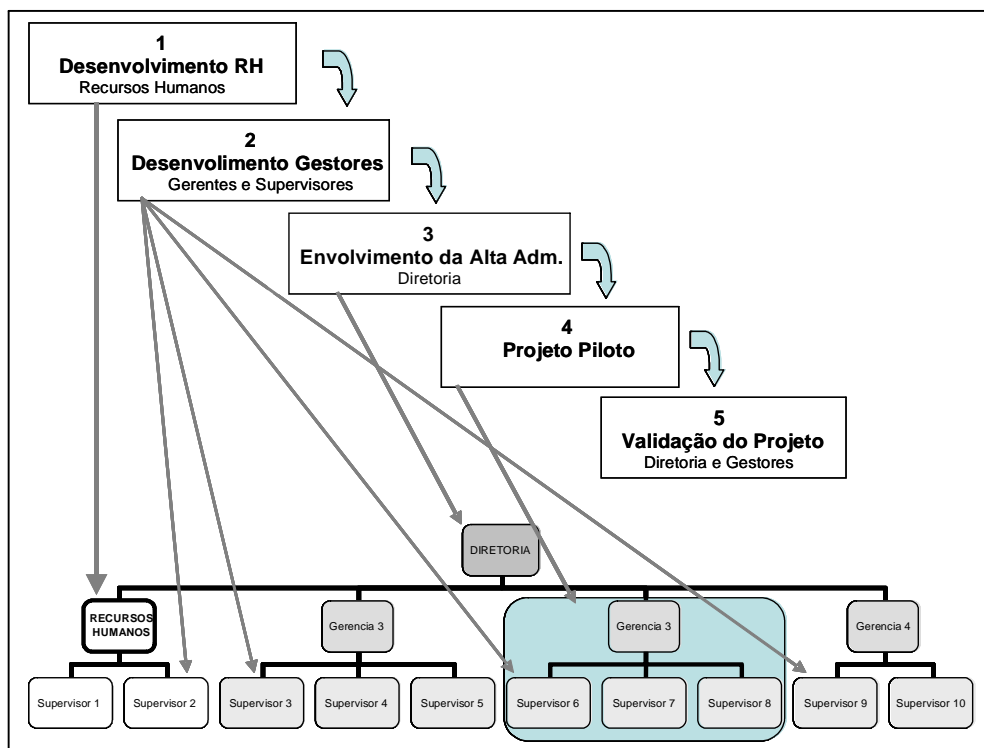 1
Desenvolvimento RH
Recursos Humanos
2
Desenvolimento Gestores
Gerentes e Supervisores
3
Envolvimento da Alta Adm.
Diretoria
4
Projeto Piloto
5
Validação do Projeto
Diretoria e Gestores
DIRETORIA
RECURSOS
HUMANOS
Gerencia 3
Gerencia 3
Gerencia 4
Supervisor 1
Supervisor 2
Supervisor 3
Supervisor 4
Supervisor 5
Supervisor 6
Supervisor 7
Supervisor 8
Supervisor 9
Supervisor 10